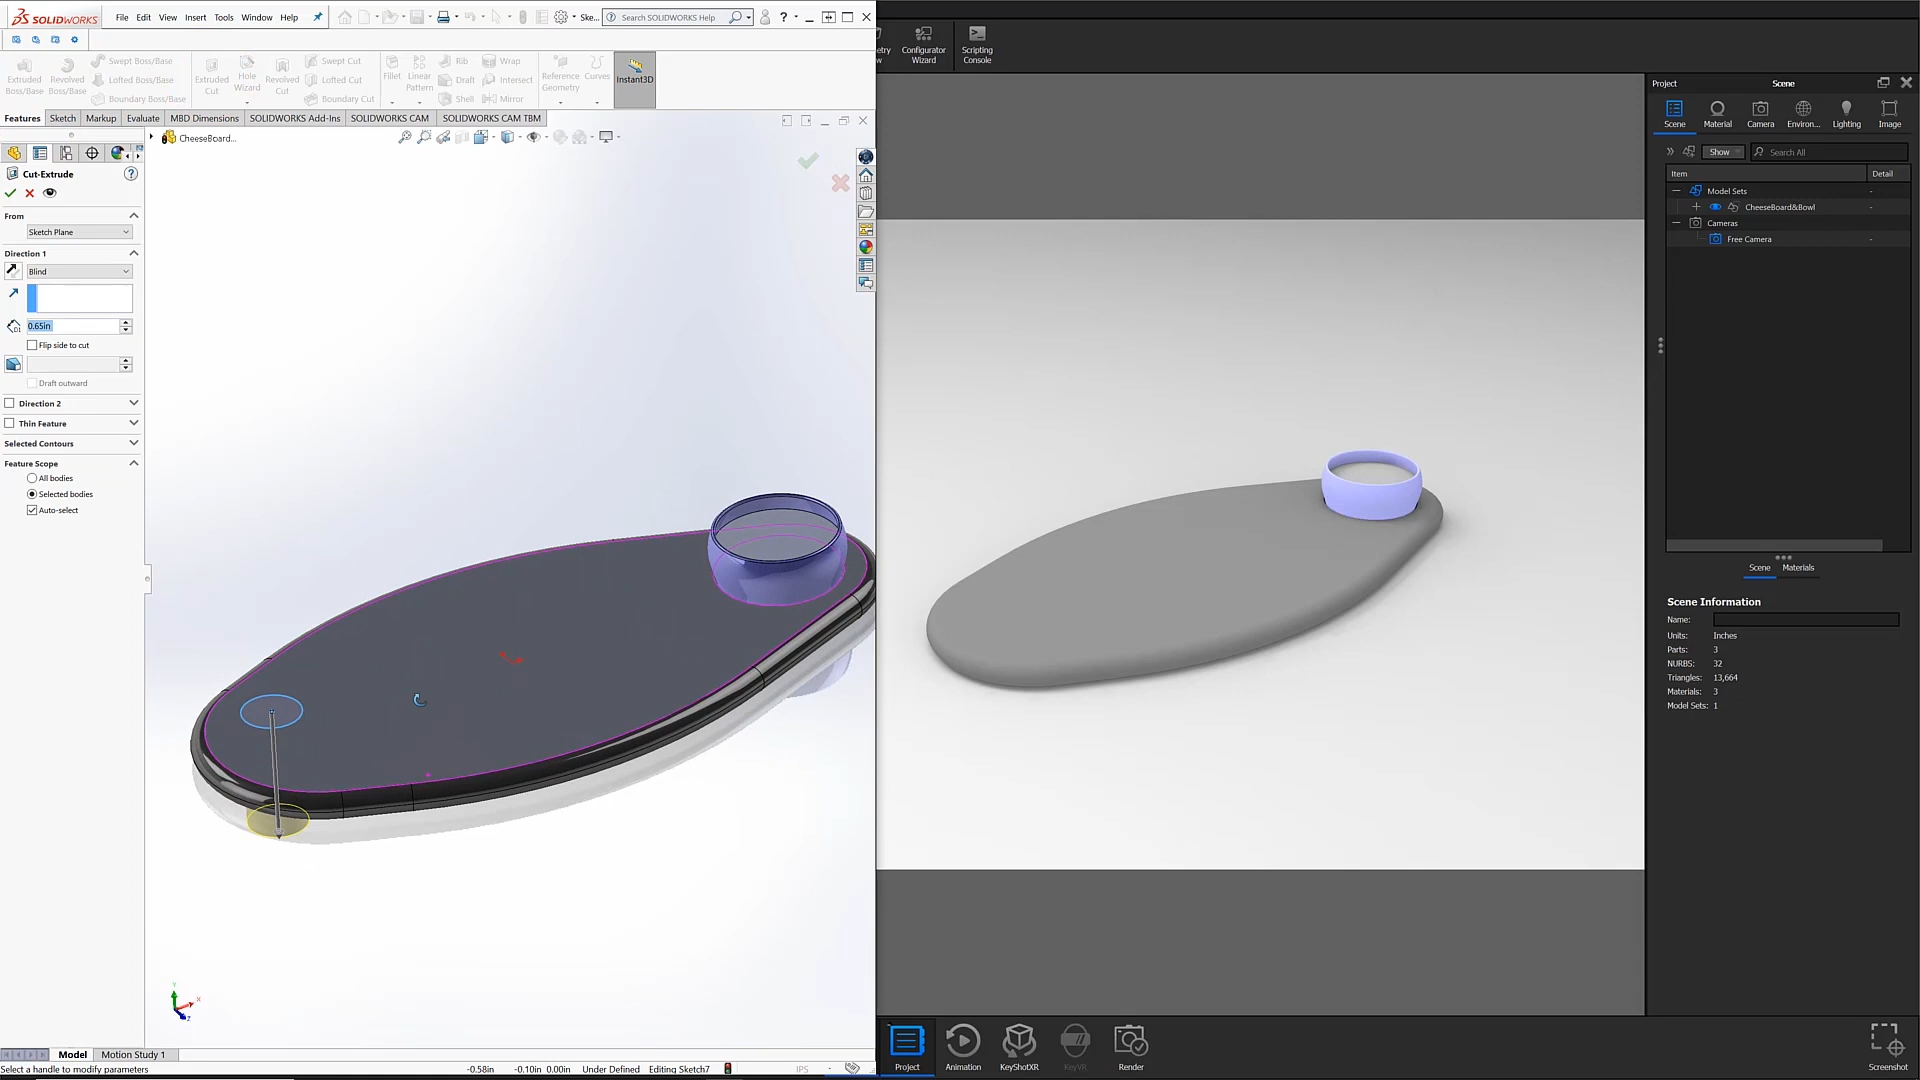 SOLIDWORKS File Edit View Insert Tools Window Help Ske... Search SOLIDWORKS Help
Extruded Boss/Base
Revolved Boss/Base
Swept Boss/Base
Lofted Boss/Base
Boundary Boss/Base
Extruded Cut
Hole Wizard
Revolved Cut
Swept Cut
Lofted Cut
Boundary Cut
Fillet
Linear Pattern
Rib
Draft
Shell
Wrap
Intersect
Mirror
Reference Geometry
Curves
Instant3D
Features Sketch Markup Evaluate MBD Dimensions SOLIDWORKS Add-Ins SOLIDWORKS CAM SOLIDWORKS CAM TBM
CheeseBoard...
Cut-Extrude
From
Sketch Plane
Direction 1
Blind
0.65in
Flip side to cut
Draft outward
Direction 2
Thin Feature
Selected Contours
Feature Scope
All bodies
Selected bodies
Auto-select
Y
X
Z
Model Motion Study 1
Select a handle to modify parameters -0.58in -0.10in 0.00in Under Defined Editing Sketch7 IPS
Configurator Wizard
Scripting Console
Project Scene
Scene Material Camera Environ... Lighting Image
Show Search All
Item Detail
Model Sets -
CheeseBoard&Bowl -
Cameras
Free Camera -
Scene Materials
Scene Information
Name:
Units: Inches
Parts: 3
NURBS: 32
Triangles: 13,664
Materials: 3
Model Sets: 1
Project Animation KeyShotXR KeyVR Render Screenshot